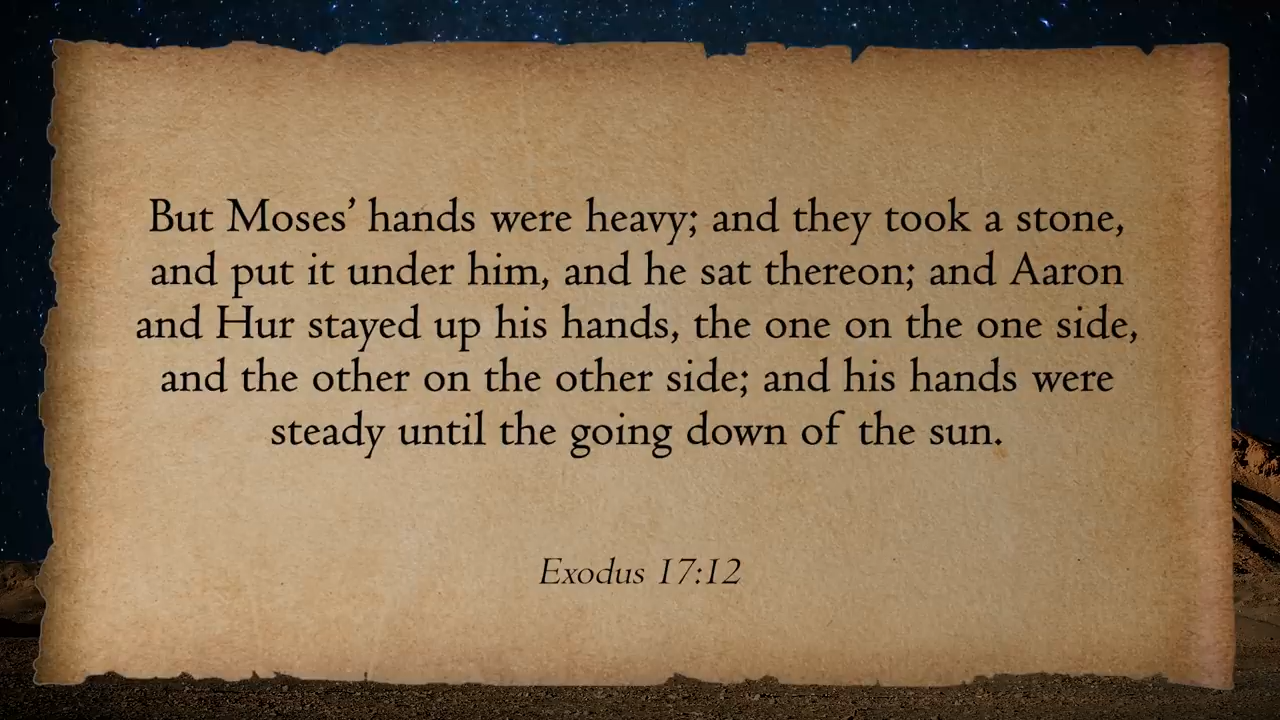 But Moses’ hands were heavy; and they took a stone,
and put it under him, and he sat thereon; and Aaron
and Hur stayed up his hands, the one on the one side,
and the other on the other side; and his hands were
steady until the going down of the sun.
Exodus 17:12